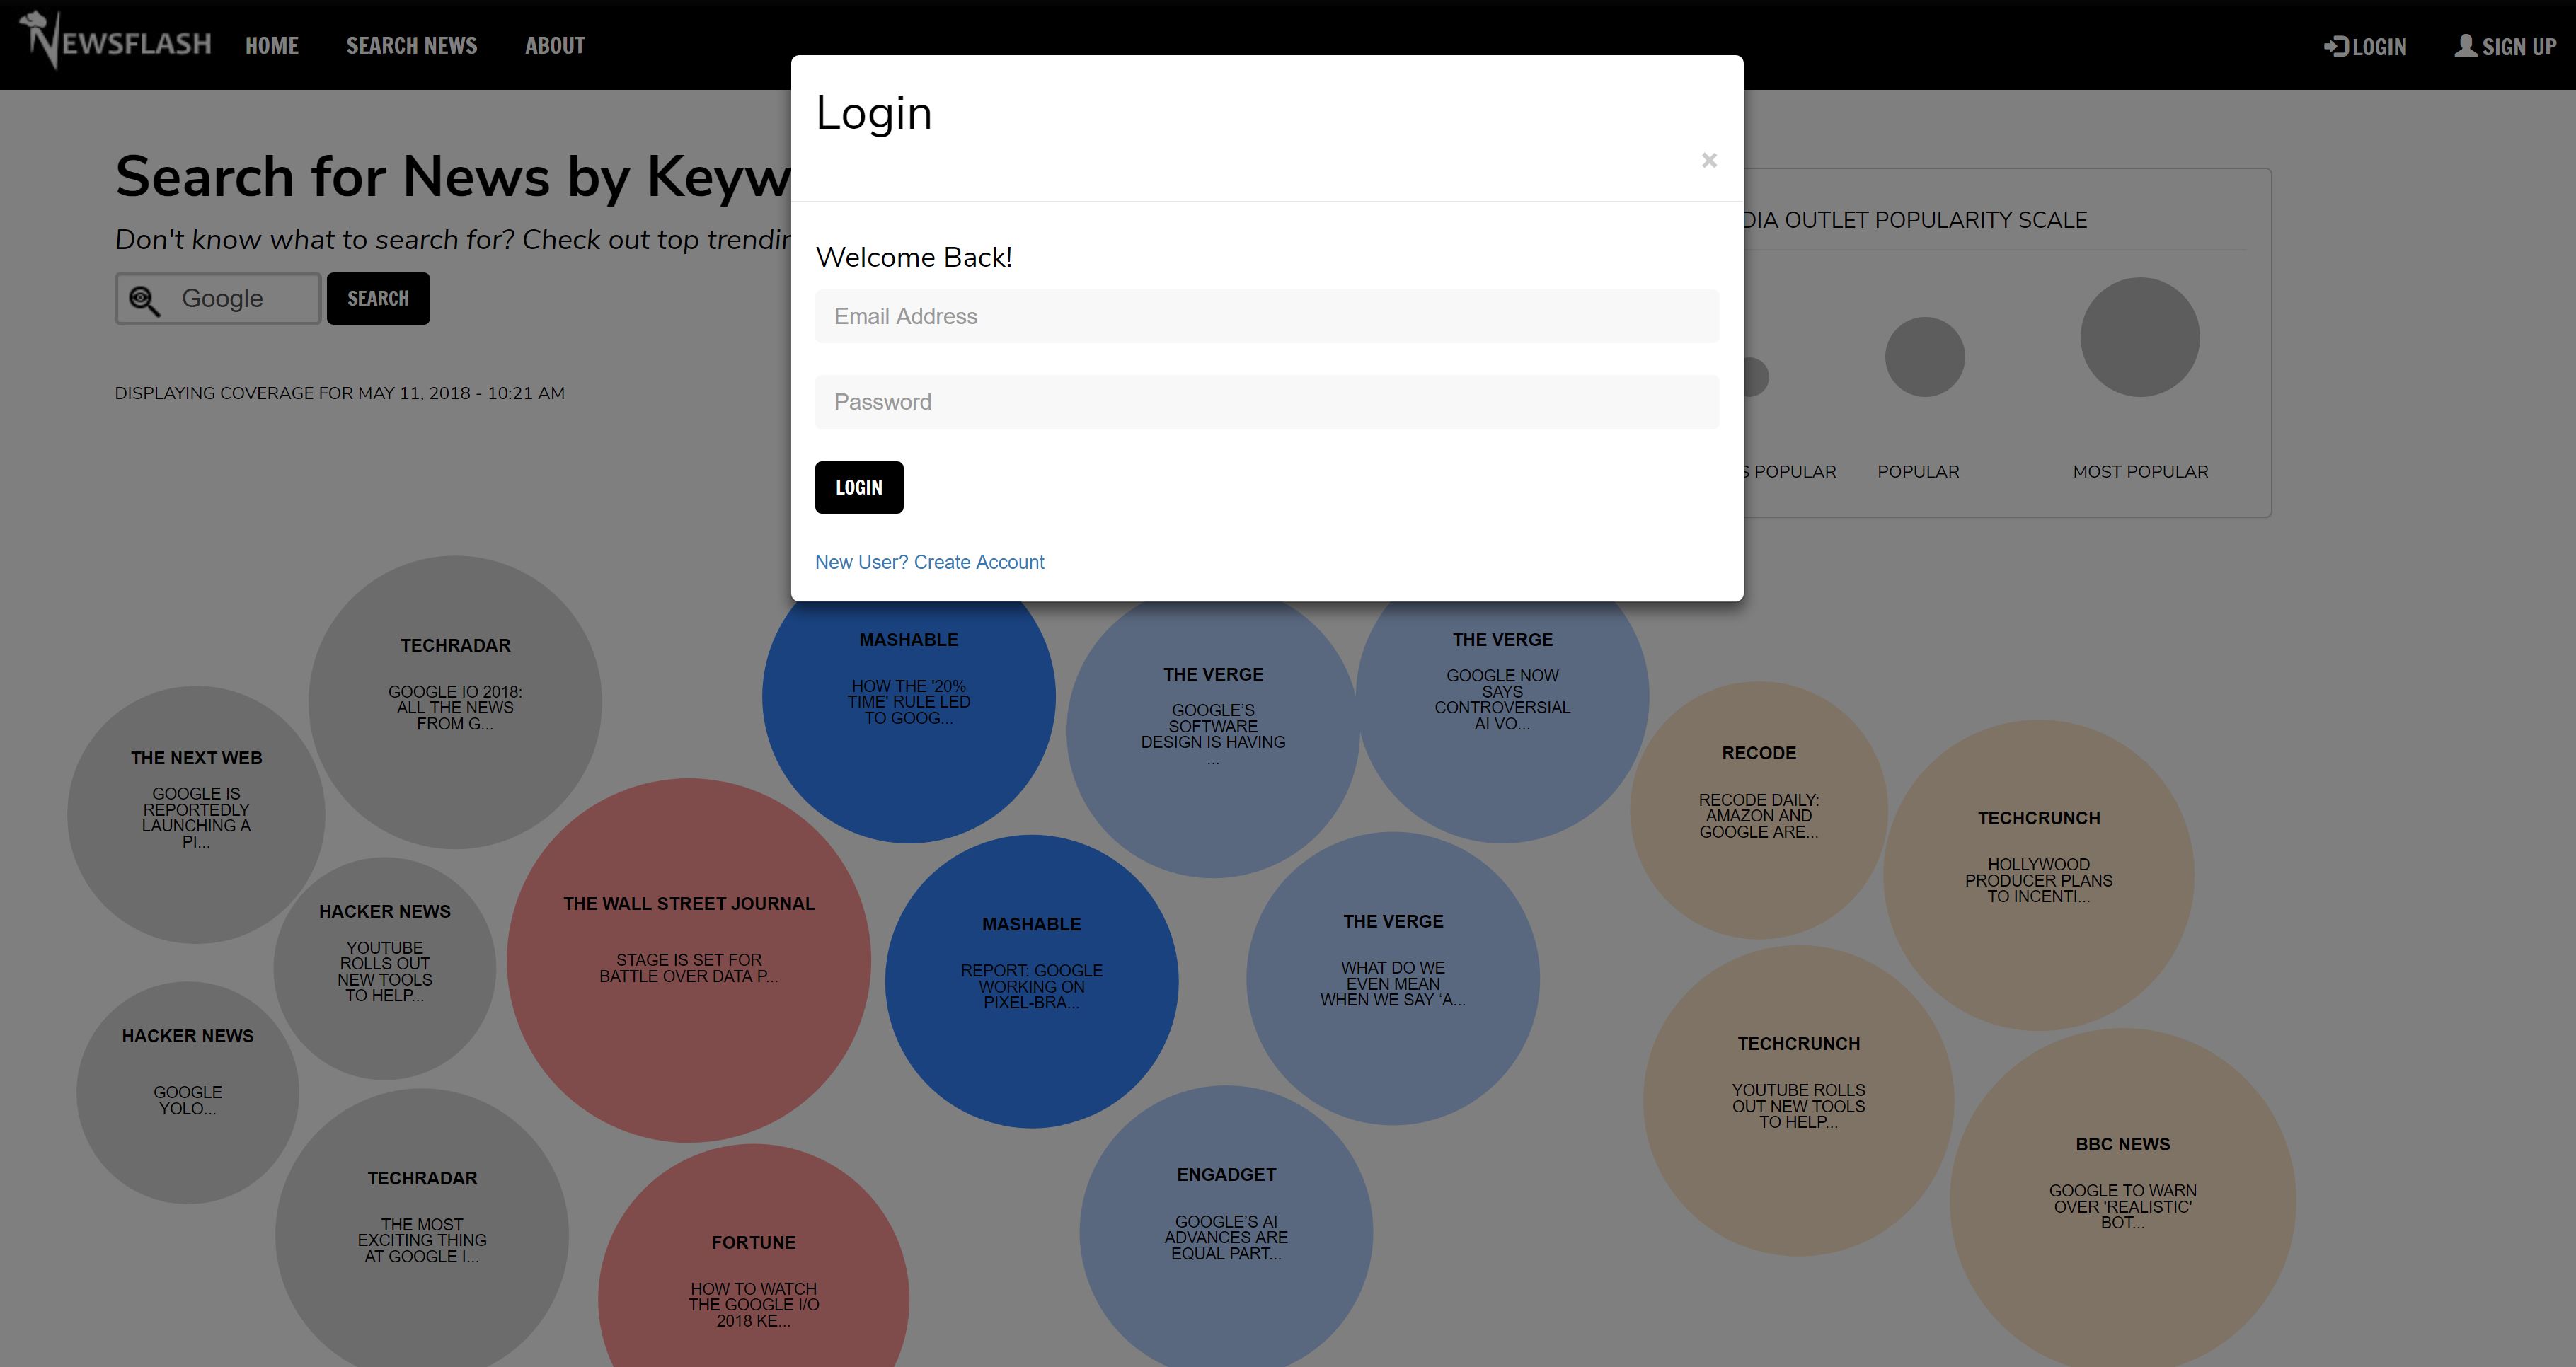 NEWSFLASH
HOME
SEARCH NEWS
ABOUT
LOGIN
SIGN UP
Login
×
Welcome Back!
Email Address
Password
LOGIN
New User? Create Account
Search for News by
Don't know what to search for? Check out top
Google
SEARCH
DISPLAYING COVERAGE FOR MAY 11, 2018 - 10:21 AM
OUTLET POPULARITY SCALE
POPULAR
POPULAR
MOST POPULAR
TECHRADAR
GOOGLE IO 2018:
ALL THE NEWS
FROM G...
MASHABLE
HOW THE '20%
TIME' RULE LED
TO GOOG...
THE VERGE
GOOGLE’S
SOFTWARE
DESIGN IS HAVING
...
THE VERGE
GOOGLE NOW
SAYS
CONTROVERSIAL
AI VO...
THE NEXT WEB
GOOGLE IS
REPORTEDLY
LAUNCHING A
PI...
RECODE
RECODE DAILY:
AMAZON AND
GOOGLE ARE...
TECHCRUNCH
HOLLYWOOD
PRODUCER PLANS
TO INCENTI...
HACKER NEWS
YOUTUBE
ROLLS OUT
NEW TOOLS
TO HELP...
THE WALL STREET JOURNAL
STAGE IS SET FOR
BATTLE OVER DATA P...
MASHABLE
REPORT: GOOGLE
WORKING ON
PIXEL-BRA...
THE VERGE
WHAT DO WE
EVEN MEAN
WHEN WE SAY ‘A...
HACKER NEWS
GOOGLE
YOLO...
TECHCRUNCH
YOUTUBE ROLLS
OUT NEW TOOLS
TO HELP...
BBC NEWS
GOOGLE TO WARN
OVER 'REALISTIC'
BOT...
TECHRADAR
THE MOST
EXCITING THING
AT GOOGLE I...
ENGADGET
GOOGLE’S AI
ADVANCES ARE
EQUAL PART...
FORTUNE
HOW TO WATCH
THE GOOGLE I/O
2018 KE...